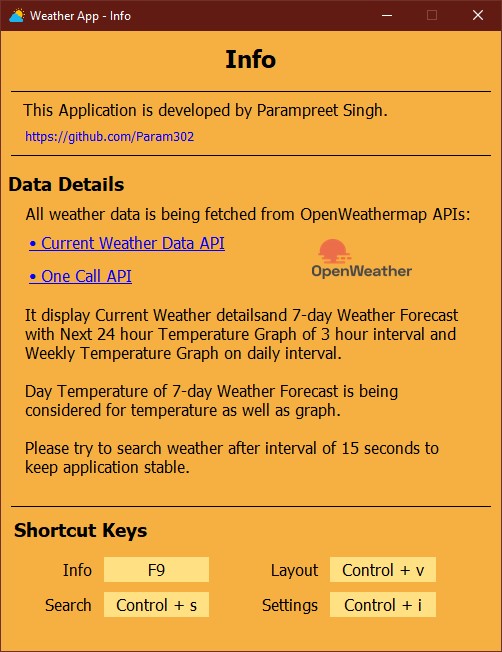 Weather App - Info
Info
This Application is developed by Parampreet Singh.
https://github.com/Param302
Data Details
All weather data is being fetched from OpenWeathermap APIs:
• Current Weather Data API
• One Call API
OpenWeather
It display Current Weather detailsand 7-day Weather Forecast
with Next 24 hour Temperature Graph of 3 hour interval and
Weekly Temperature Graph on daily interval.
Day Temperature of 7-day Weather Forecast is being
considered for temperature as well as graph.
Please try to search weather after interval of 15 seconds to
keep application stable.
Shortcut Keys
Info F9 Layout Control + v
Search Control + s Settings Control + i